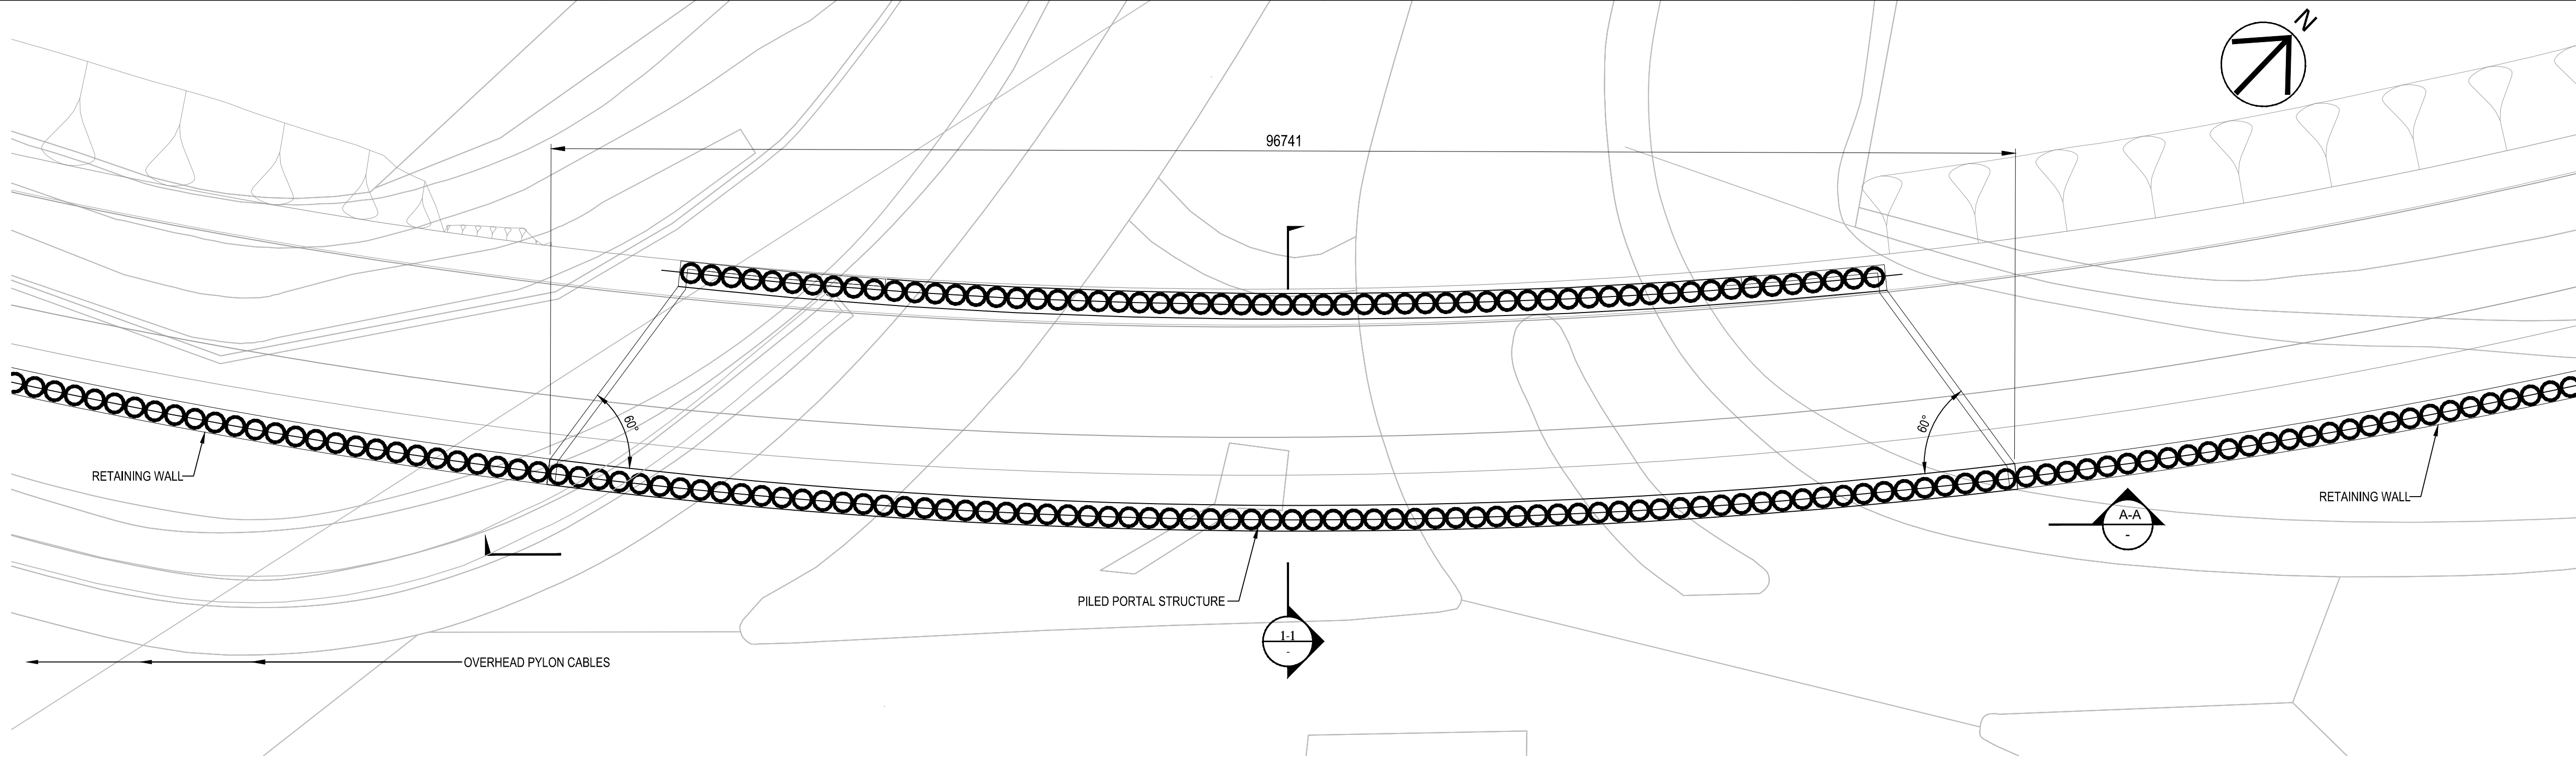 N
96741
60°
60°
RETAINING WALL
RETAINING WALL
A-A
-
PILED PORTAL STRUCTURE
1-1
-
OVERHEAD PYLON CABLES